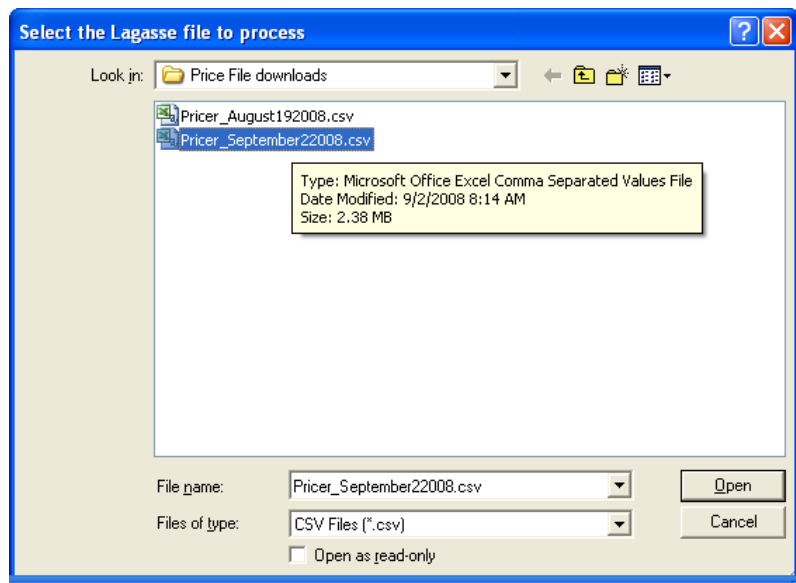 Select the Lagasse file to process
Look in: Price File downloads
Pricer_August192008.csv
Pricer_September22008.csv
Type: Microsoft Office Excel Comma Separated Values File
Date Modified: 9/2/2008 8:14 AM
Size: 2.38 MB
File name: Pricer_September22008.csv Open
Files of type: CSV Files (*.csv) Cancel
Open as read-only